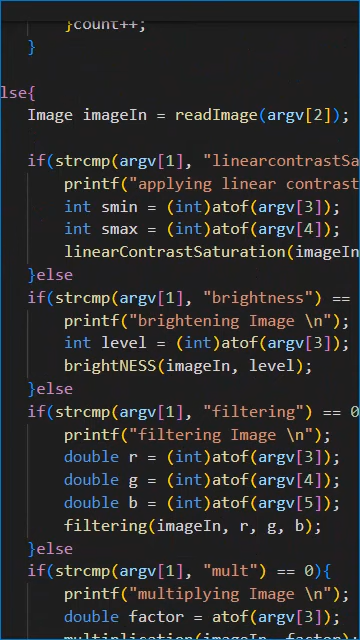 }count++;
}
lse{
Image imageIn = readImage(argv[2]);
if(strcmp(argv[1], "linearcontrastSa
printf("applying linear contrast
int smin = (int)atof(argv[3]);
int smax = (int)atof(argv[4]);
linearContrastSaturation(imageIn
}else
if(strcmp(argv[1], "brightness") ==
printf("brightening Image \n");
int level = (int)atof(argv[3]);
brightNESS(imageIn, level);
}else
if(strcmp(argv[1], "filtering") == 0
printf("filtering Image \n");
double r = (int)atof(argv[3]);
double g = (int)atof(argv[4]);
double b = (int)atof(argv[5]);
filtering(imageIn, r, g, b);
}else
if(strcmp(argv[1], "mult") == 0){
printf("multiplying Image \n");
double factor = atof(argv[3]);